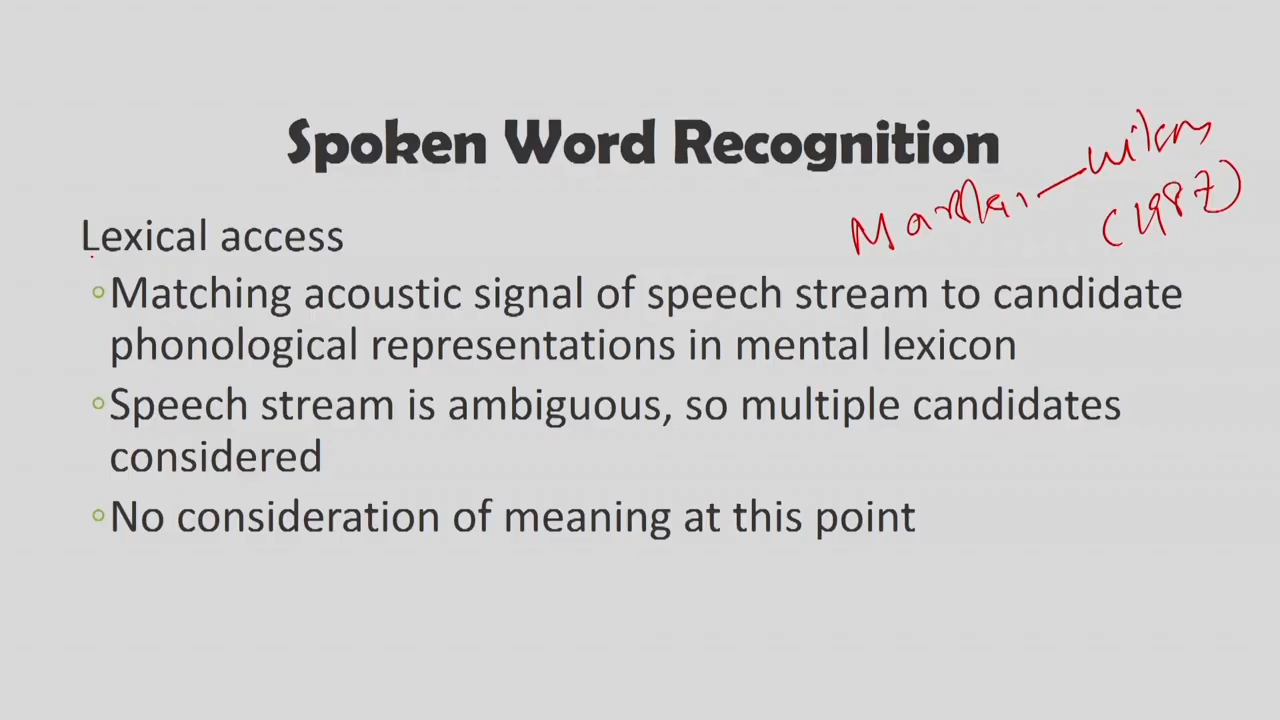 Spoken Word Recognition
(1987)
Lexical access
Matching acoustic signal of speech stream to candidate
phonological representations in mental lexicon
Speech stream is ambiguous, so multiple candidates
considered
No consideration of meaning at this point